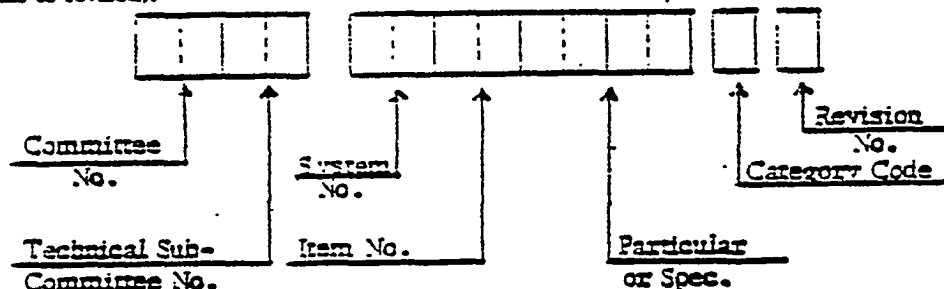 Revision
No.
Committee
No.
System
No.
Category Code
Technical Sub-
Committee No.
Item No.
Particular
or Spec.